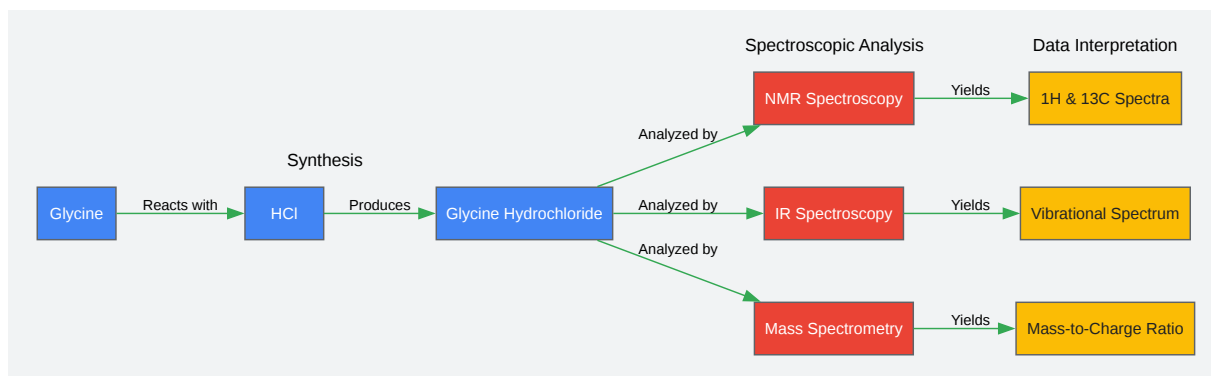 Spectroscopic Analysis
Data Interpretation
NMR Spectroscopy
Yields
1H & 13C Spectra
Analyzed by
Synthesis
Glycine
Reacts with
HCl
Produces
Glycine Hydrochloride
Analyzed by
IR Spectroscopy
Yields
Vibrational Spectrum
Analyzed by
Mass Spectrometry
Yields
Mass-to-Charge Ratio